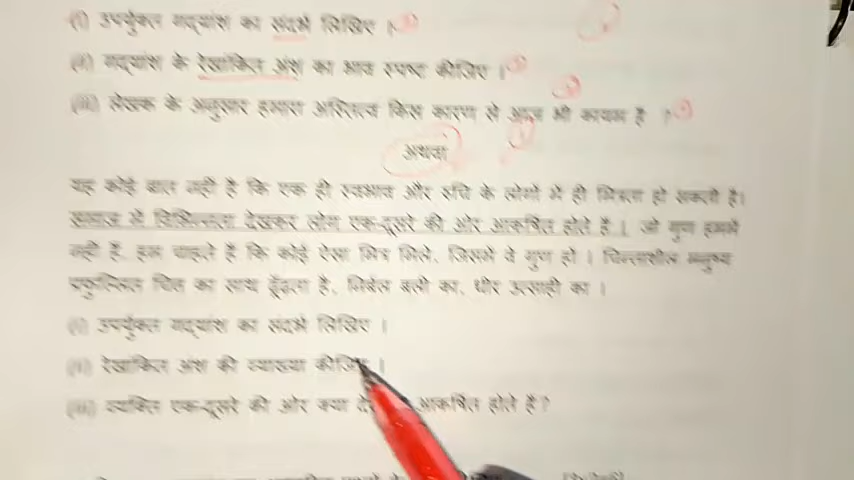 (i) उपर्युक्त गद्यांश का संदर्भ लिखिए ।
(ii) गद्यांश के रेखांकित अंश का भाव स्पष्ट कीजिए ।
(iii) लेखक के अनुसार हमारा अस्तित्व किस कारण से आज भी कायम है ?
अथवा
यह कोई बात नहीं है कि एक ही स्वभाव और रुचि के लोगों में ही मित्रता हो सकती है।
समाज में विभिन्नता देखकर लोग एक-दूसरे की ओर आकर्षित होते हैं । जो गुण हममें
नहीं हैं, हम चाहते हैं कि कोई ऐसा मित्र मिले, जिसमें वे गुण हों । चिन्ताशील मनुष्य
प्रफुल्लित चित्त का साथ ढूँढ़ता है, निर्बल बली का, धीर उत्साही का ।
(i) उपर्युक्त गद्यांश का संदर्भ लिखिए ।
(ii) रेखांकित अंश की व्याख्या कीजिए ।
(iii) व्यक्ति एक-दूसरे की ओर क्या आकर्षित होते हैं?